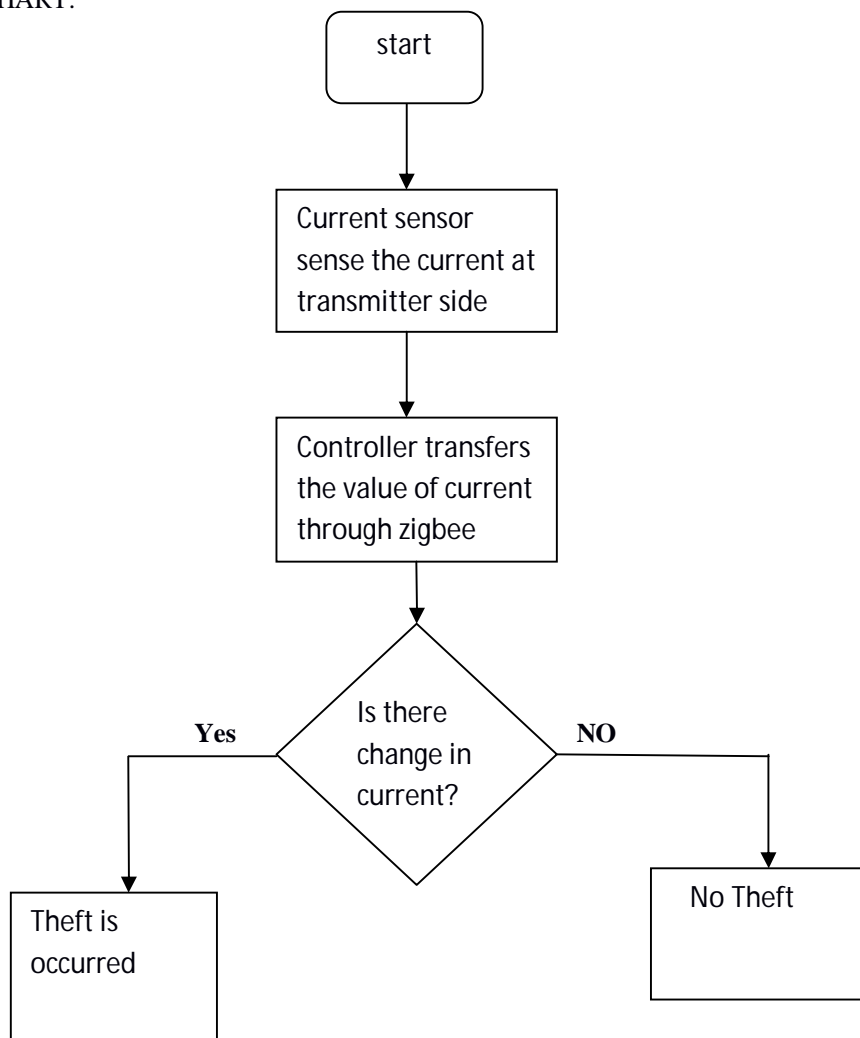 start
Current sensor
sense the current at
transmitter side
Controller transfers
the value of current
through zigbee
Is there
change in
current?
Yes
NO
Theft is
occurred
No Theft